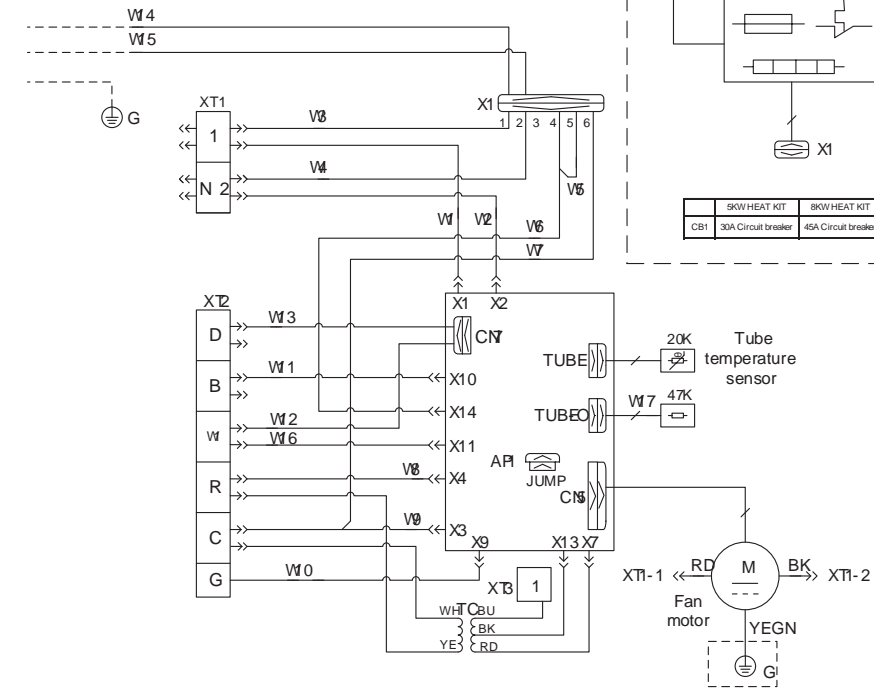 W14
W15
G
XT1
1
N 2
W3
W4
X1
1 2 3 4 5 6
W5
W1 W2 W6
W7
X1
5KW HEAT KIT 8KW HEAT KIT
CB1 30A Circuit breaker 45A Circuit breake
XT2
D
B
W1
R
C
G
W13
W11
W12
W16
W8
W9
W10
X1 X2
CN7
X10
X14
X11
X4
X3
X9 X13 X7
TUBE
TUBE-O
AP1
JUMP
CN5
20K
Tube
temperature
sensor
W17 47K
XT3 1
WH TC BU
BK
YE RD
XT1-1 RD M BK XT1-2
Fan
motor
YEGN
G